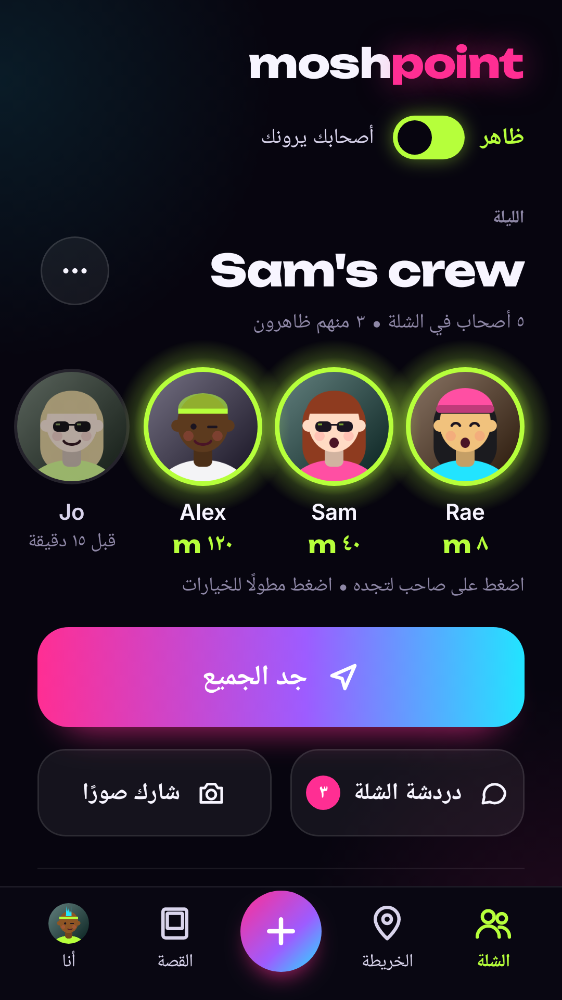 moshpoint
ظاهر أصحابك يرونك
الليلة
Sam's crew
٥ أصحاب في الشلة • ٣ منهم ظاهرون
Rae Sam Alex Jo
٨ m ٤٠ m ١٢٠ m قبل ١٥ دقيقة
اضغط على صاحب لتجده • اضغط مطولًا للخيارات
جد الجميع
دردشة الشلة ٣ شارك صورًا
الشلة الخريطة القصة أنا